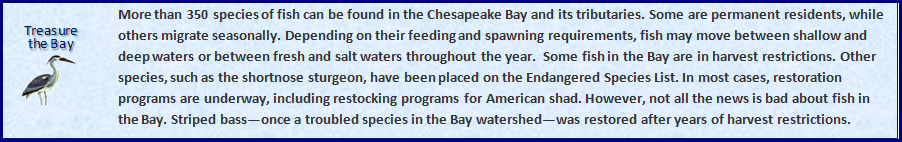 Treasure
the Bay
More than 350 species of fish can be found in the Chesapeake Bay and its tributaries. Some are permanent residents, while
others migrate seasonally. Depending on their feeding and spawning requirements, fish may move between shallow and
deep waters or between fresh and salt waters throughout the year. Some fish in the Bay are in harvest restrictions. Other
species, such as the shortnose sturgeon, have been placed on the Endangered Species List. In most cases, restoration
programs are underway, including restocking programs for American shad. However, not all the news is bad about fish in
the Bay. Striped bass—once a troubled species in the Bay watershed—was restored after years of harvest restrictions.